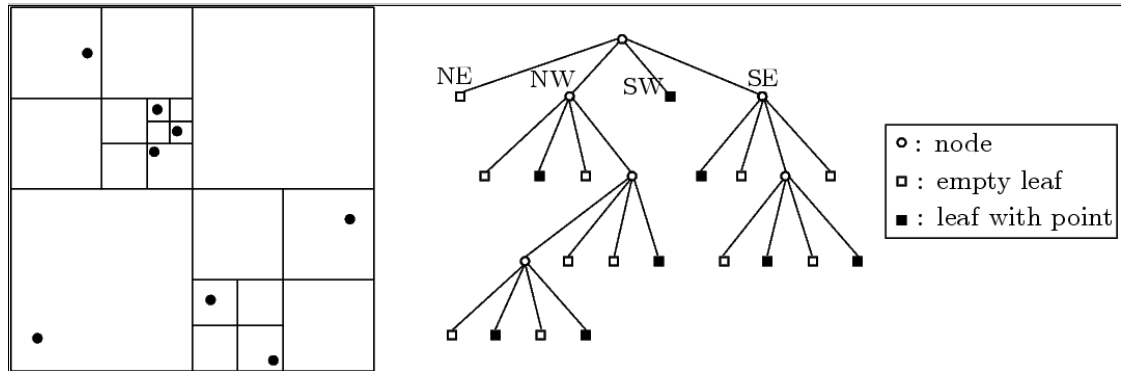 NE
NW
SW
SE
: node
: empty leaf
: leaf with point